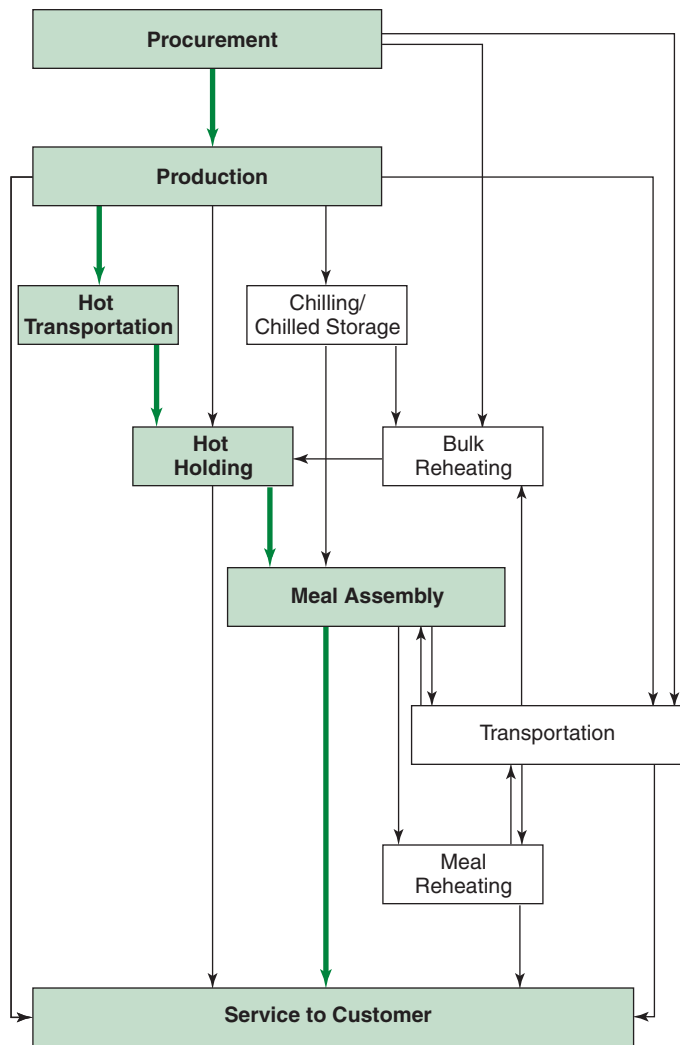 Procurement
Production
Hot
Transportation
Chilling/
Chilled Storage
Hot
Holding
Bulk
Reheating
Meal Assembly
Transportation
Meal
Reheating
Service to Customer